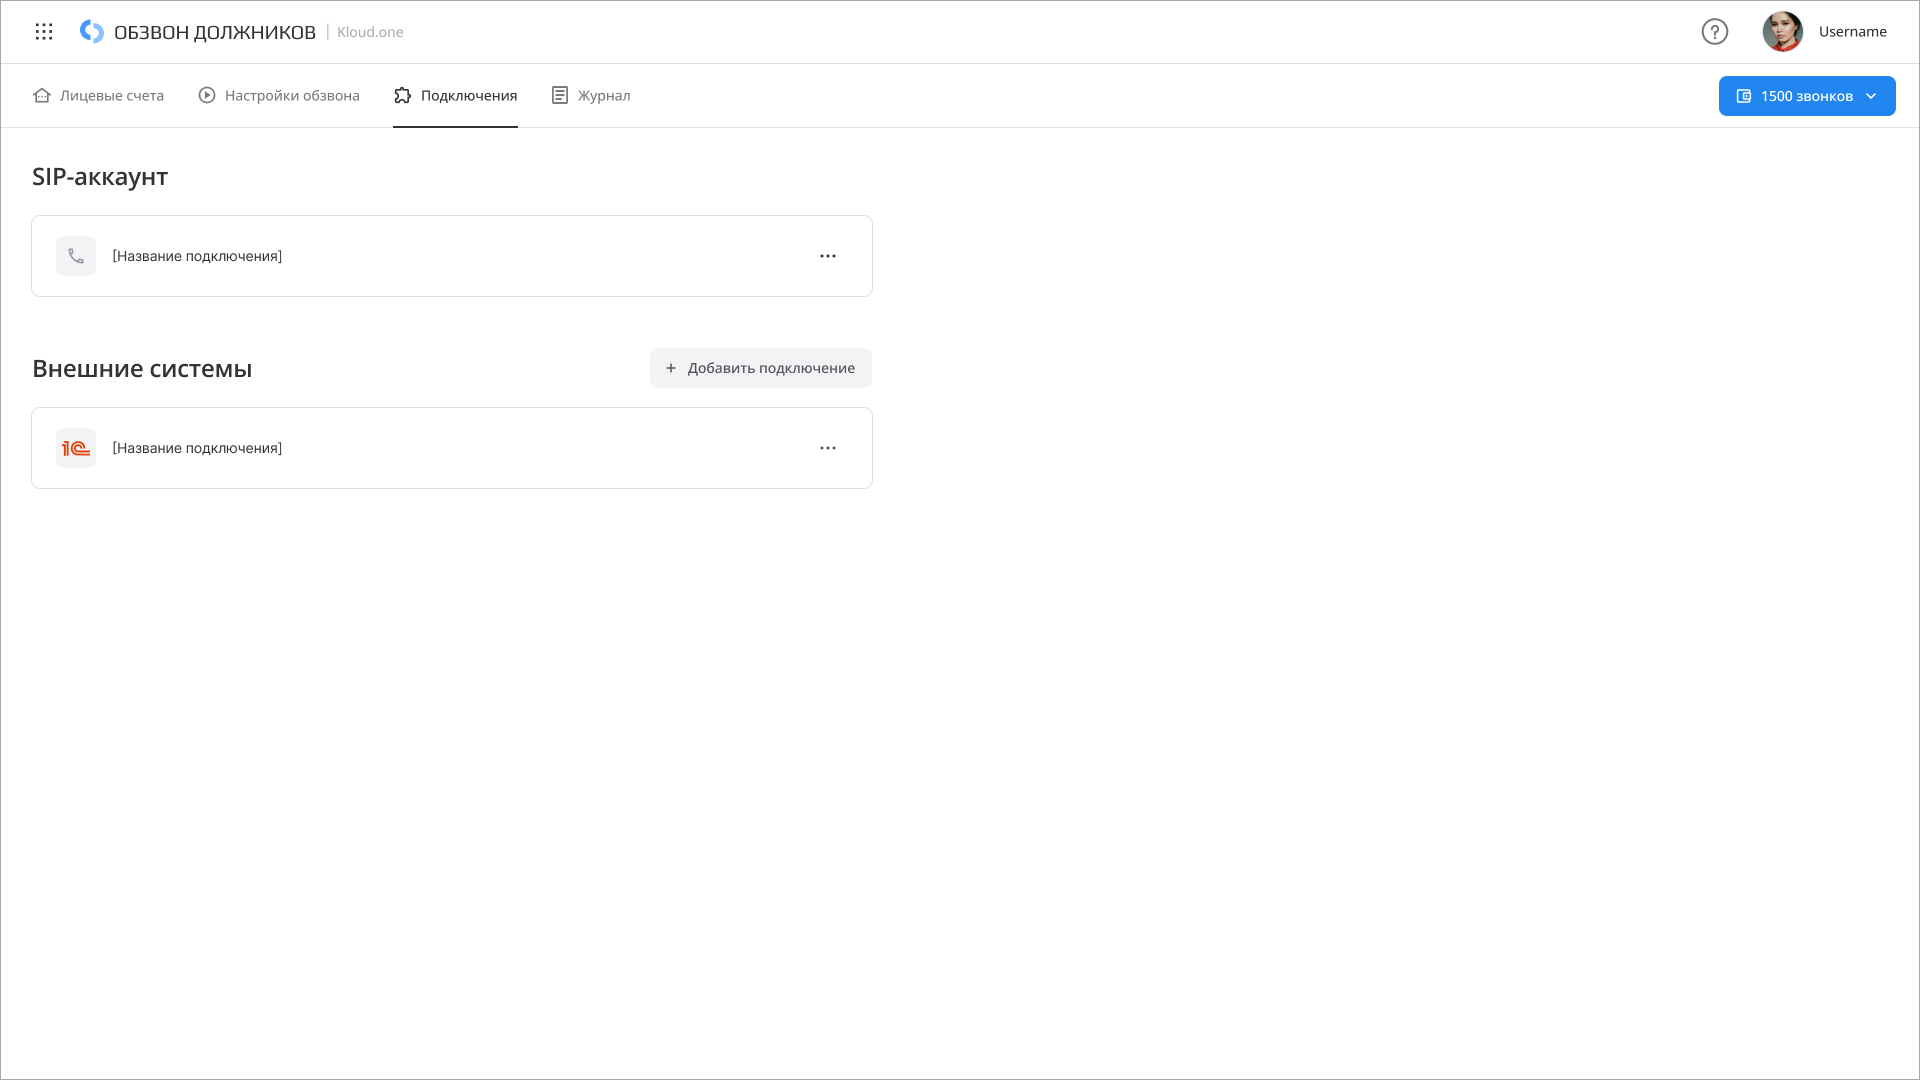 ОБЗВОН ДОЛЖНИКОВ | Kloud.one
Username
Лицевые счета
Настройки обзвона
Подключения
Журнал
1500 звонков
SIP-аккаунт
[Название подключения]
Внешние системы
+ Добавить подключение
1С
[Название подключения]